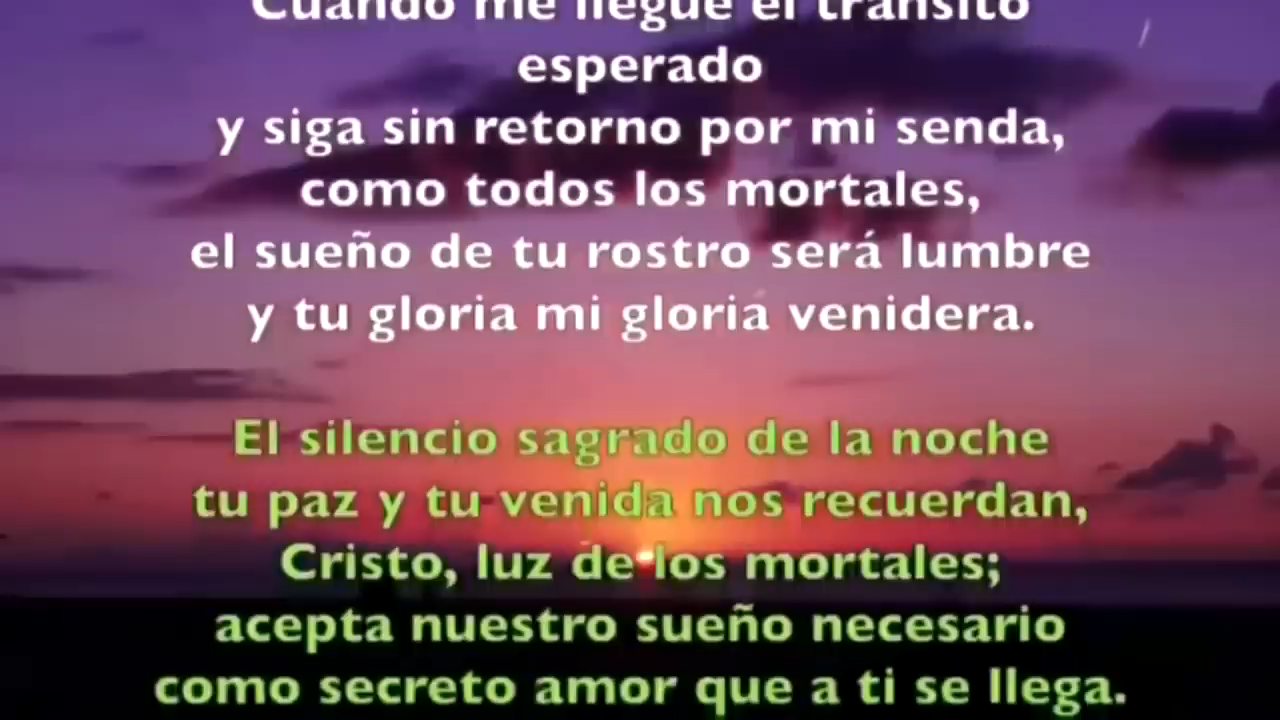 Cuando me llegue el tránsito
esperado
y siga sin retorno por mi senda,
como todos los mortales,
el sueño de tu rostro será lumbre
y tu gloria mi gloria venidera.
El silencio sagrado de la noche
tu paz y tu venida nos recuerdan,
Cristo, luz de los mortales;
acepta nuestro sueño necesario
como secreto amor que a ti se llega.